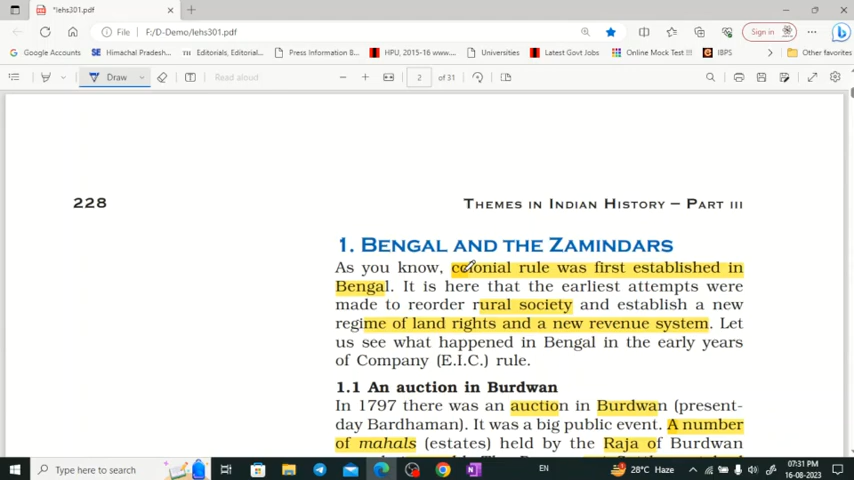 *lehs301.pdf
File
F:/D-Demo/lehs301.pdf
Sign in
Google Accounts
Himachal Pradesh...
Editorials, Editorial...
Press Information B...
HPU, 2015-16 www....
Universities
Latest Govt Jobs
Online Mock Test !!!
IBPS
Other favorites
Draw
Read aloud
2 of 31
228
THEMES IN INDIAN HISTORY – PART III
1. BENGAL AND THE ZAMINDARS
As you know, colonial rule was first established in
Bengal. It is here that the earliest attempts were
made to reorder rural society and establish a new
regime of land rights and a new revenue system. Let
us see what happened in Bengal in the early years
of Company (E.I.C.) rule.
1.1 An auction in Burdwan
In 1797 there was an auction in Burdwan (present-
day Bardhaman). It was a big public event. A number
of mahals (estates) held by the Raja of Burdwan
Type here to search
EN
28°C Haze
07:31 PM
16-08-2023